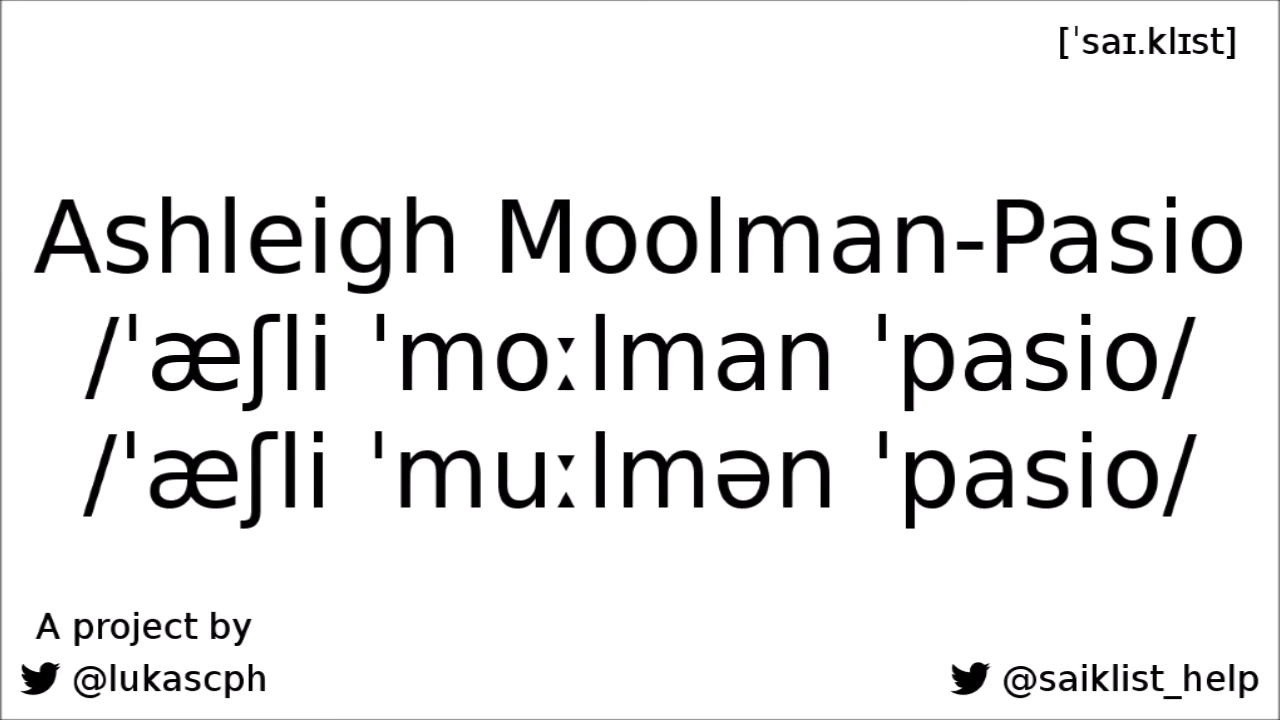 [ˈsaɪ.klɪst]
Ashleigh Moolman-Pasio
/ˈæʃli ˈmoːlman ˈpasio/
/ˈæʃli ˈmuːlmən ˈpasio/
A project by
@lukascph
@saiklist_help